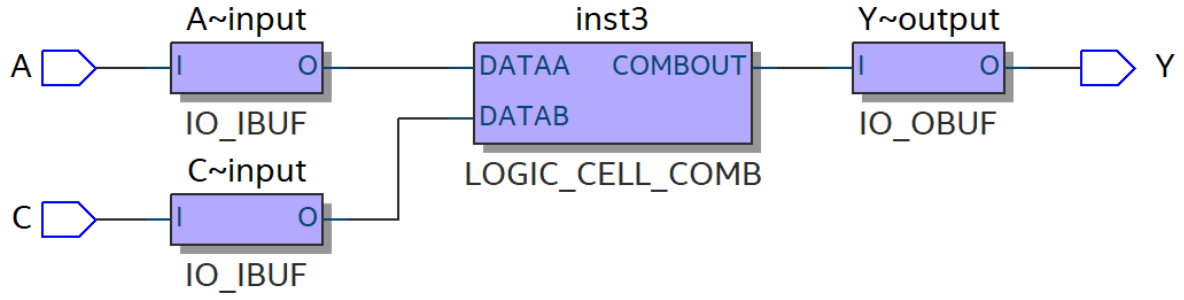 A~input
inst3
Y~output
A
I
O
DATAA
COMBOUT
I
O
Y
DATAB
IO_IBUF
IO_OBUF
C~input
LOGIC_CELL_COMB
C
I
O
IO_IBUF